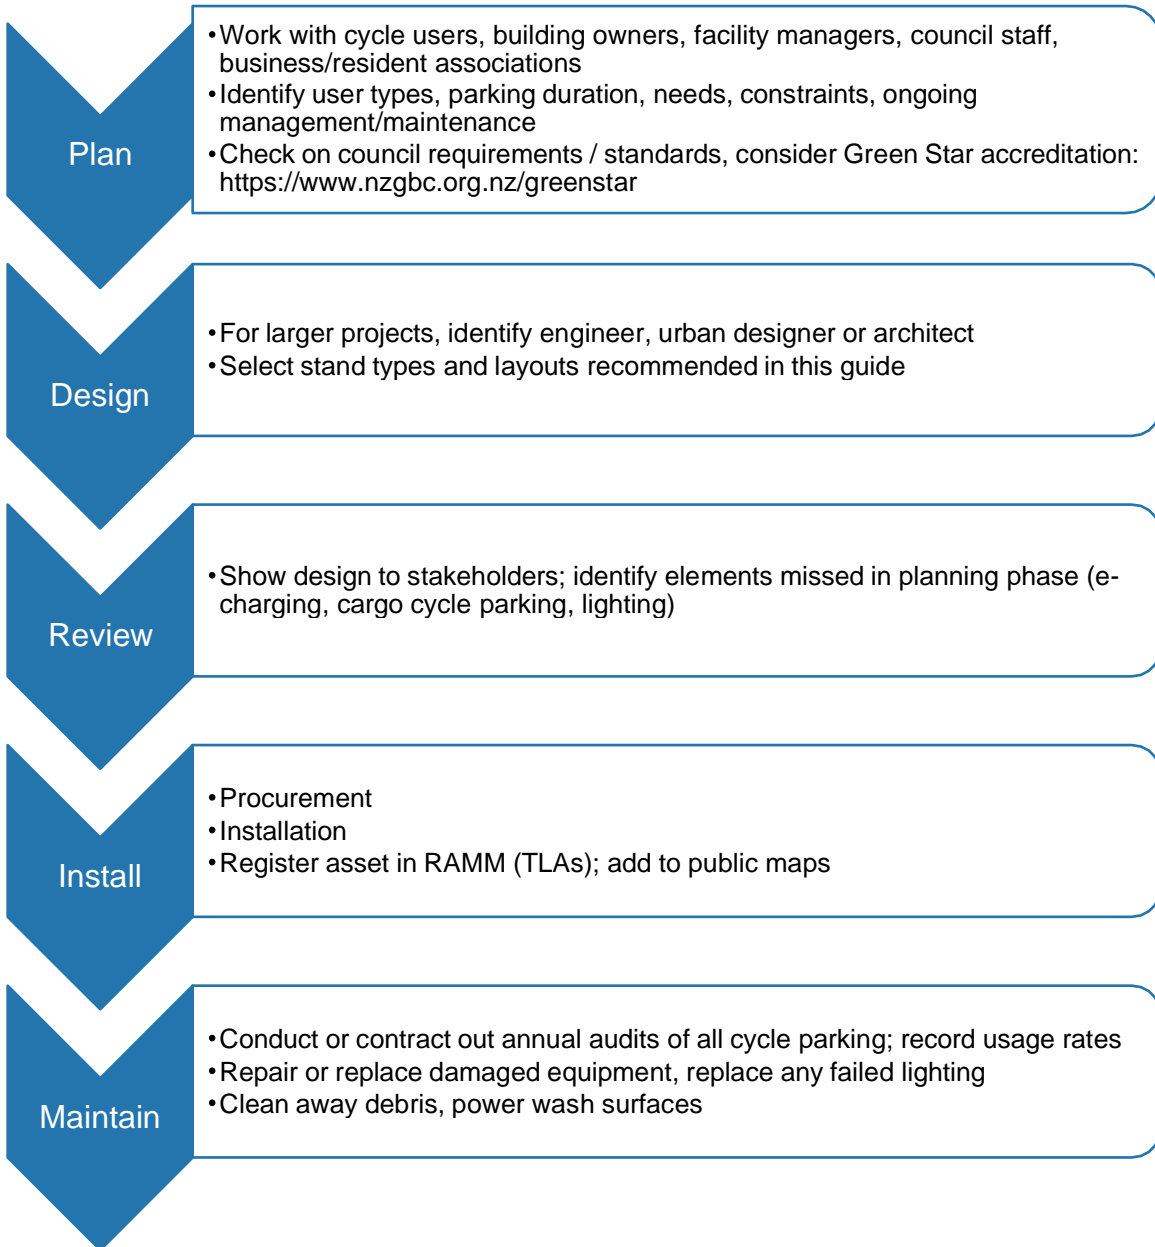 Plan
•Work with cycle users, building owners, facility managers, council staff,
business/resident associations
•Identify user types, parking duration, needs, constraints, ongoing
management/maintenance
•Check on council requirements / standards, consider Green Star accreditation:
https://www.nzgbc.org.nz/greenstar
Design
•For larger projects, identify engineer, urban designer or architect
•Select stand types and layouts recommended in this guide
Review
•Show design to stakeholders; identify elements missed in planning phase (e-
charging, cargo cycle parking, lighting)
Install
•Procurement
•Installation
•Register asset in RAMM (TLAs); add to public maps
Maintain
•Conduct or contract out annual audits of all cycle parking; record usage rates
•Repair or replace damaged equipment, replace any failed lighting
•Clean away debris, power wash surfaces